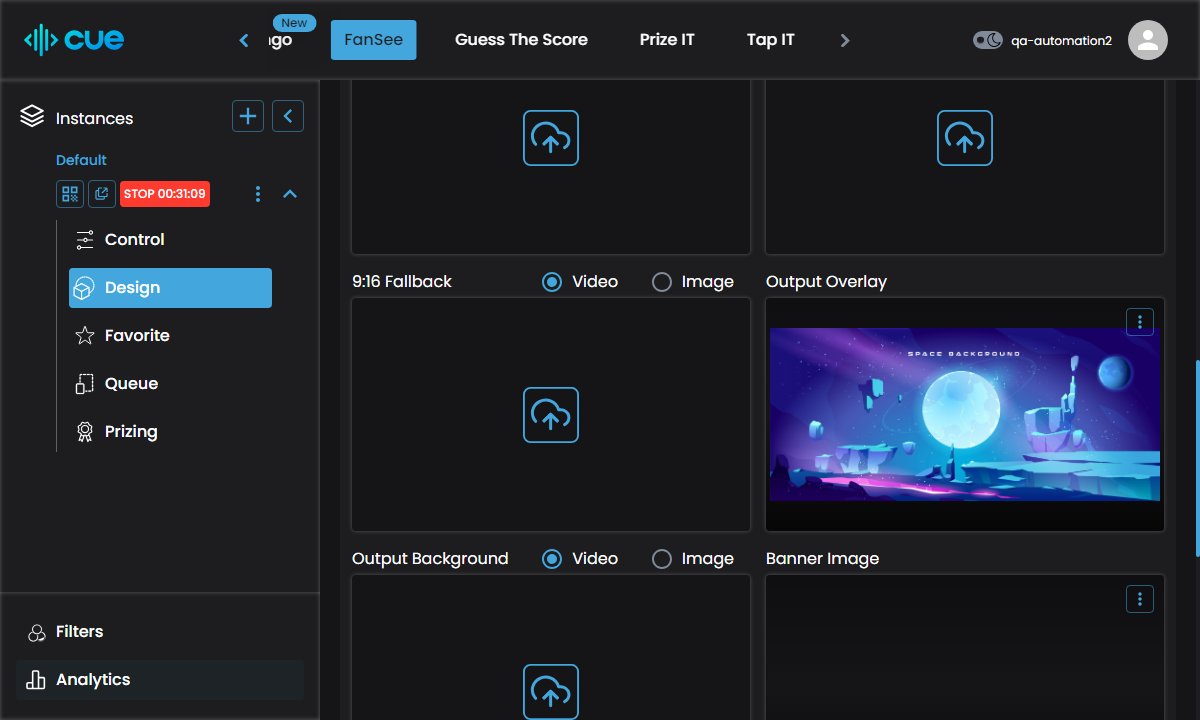 cue
New
FanSee
Guess The Score
Prize IT
Tap IT
qa-automation2
Instances
Default
STOP 00:31:09
Control
Design
Favorite
Queue
Prizing
Filters
Analytics
9:16 Fallback
Video
Image
Output Overlay
SPACE BACKGROUND
Output Background
Video
Image
Banner Image